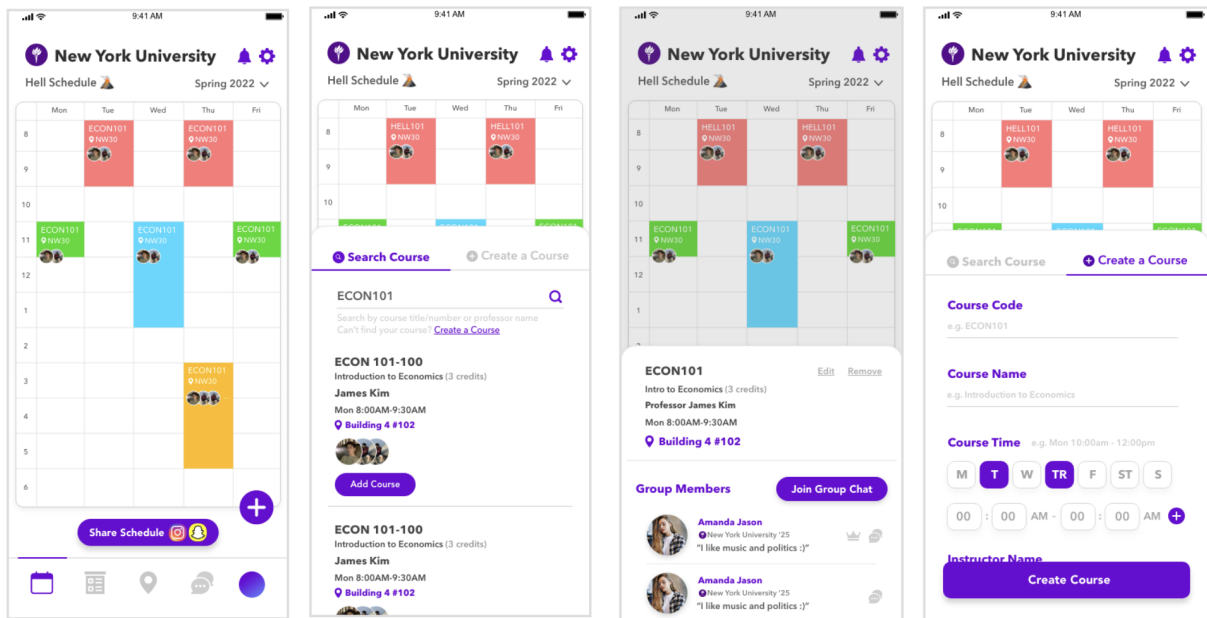 9:41 AM
New York University
Hell Schedule
Spring 2022
Mon Tue Wed Thu Fri
8
ECON101
NW30
ECON101
NW30
9
10
11
ECON101
NW30
ECON101
NW30
ECON101
NW30
12
1
2
3
ECON101
NW30
4
5
6
+
Share Schedule
9:41 AM
New York University
Hell Schedule
Spring 2022
Mon Tue Wed Thu Fri
8
HELL101
NW30
HELL101
NW30
9
10
Search Course
Create a Course
ECON101
Search by course title/number or professor name
Can't find your course? Create a Course
ECON 101-100
Introduction to Economics (3 credits)
James Kim
Mon 8:00AM-9:30AM
Building 4 #102
Add Course
ECON 101-100
Introduction to Economics (3 credits)
James Kim
Mon 8:00AM-9:30AM
Building 4 #102
9:41 AM
New York University
Hell Schedule
Spring 2022
Mon Tue Wed Thu Fri
8
HELL101
NW30
HELL101
NW30
9
10
11
ECON101
NW30
ECON101
NW30
ECON101
NW30
12
1
2
ECON101
Edit Remove
Intro to Economics (3 credits)
Professor James Kim
Mon 8:00AM-9:30AM
Building 4 #102
Group Members
Join Group Chat
Amanda Jason
New York University '25
"I like music and politics :)"
Amanda Jason
New York University '25
"I like music and politics :)"
9:41 AM
New York University
Hell Schedule
Spring 2022
Mon Tue Wed Thu Fri
8
HELL101
NW30
HELL101
NW30
9
10
Search Course
Create a Course
Course Code
e.g. ECON101
Course Name
e.g. Introduction to Economics
Course Time e.g. Mon 10:00am - 12:00pm
M T W TR F ST S
00 : 00 AM - 00 : 00 AM
Instructor Name
Create Course